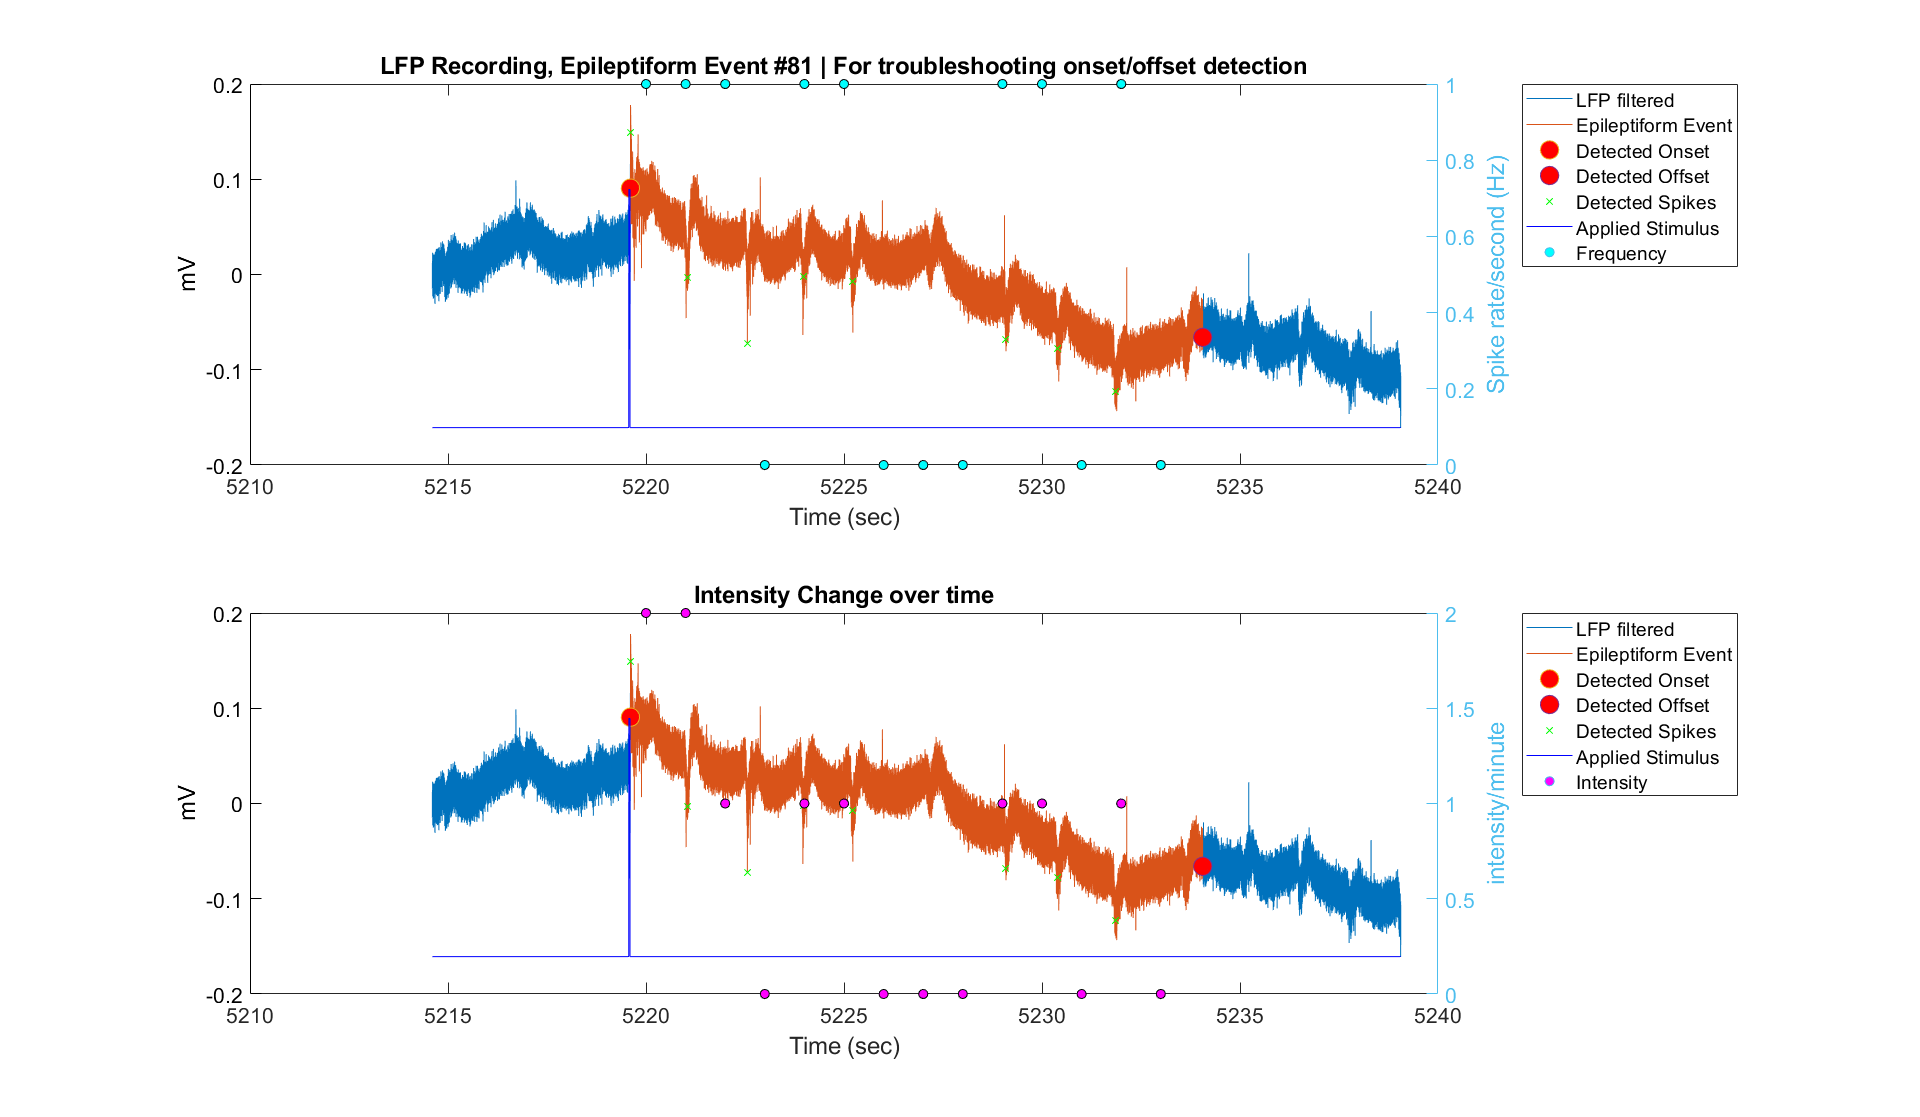 LFP Recording, Epileptiform Event #81 | For troubleshooting onset/offset detection
0.2
0.1
0
-0.1
-0.2
mV
5210
5215
5220
5225
5230
5235
5240
Time (sec)
1
0.8
0.6
0.4
0.2
0
Spike rate/second (Hz)
LFP filtered
Epileptiform Event
Detected Onset
Detected Offset
Detected Spikes
Applied Stimulus
Frequency
Intensity Change over time
0.2
0.1
0
-0.1
-0.2
mV
5210
5215
5220
5225
5230
5235
5240
Time (sec)
2
1.5
1
0.5
0
intensity/minute
LFP filtered
Epileptiform Event
Detected Onset
Detected Offset
Detected Spikes
Applied Stimulus
Intensity